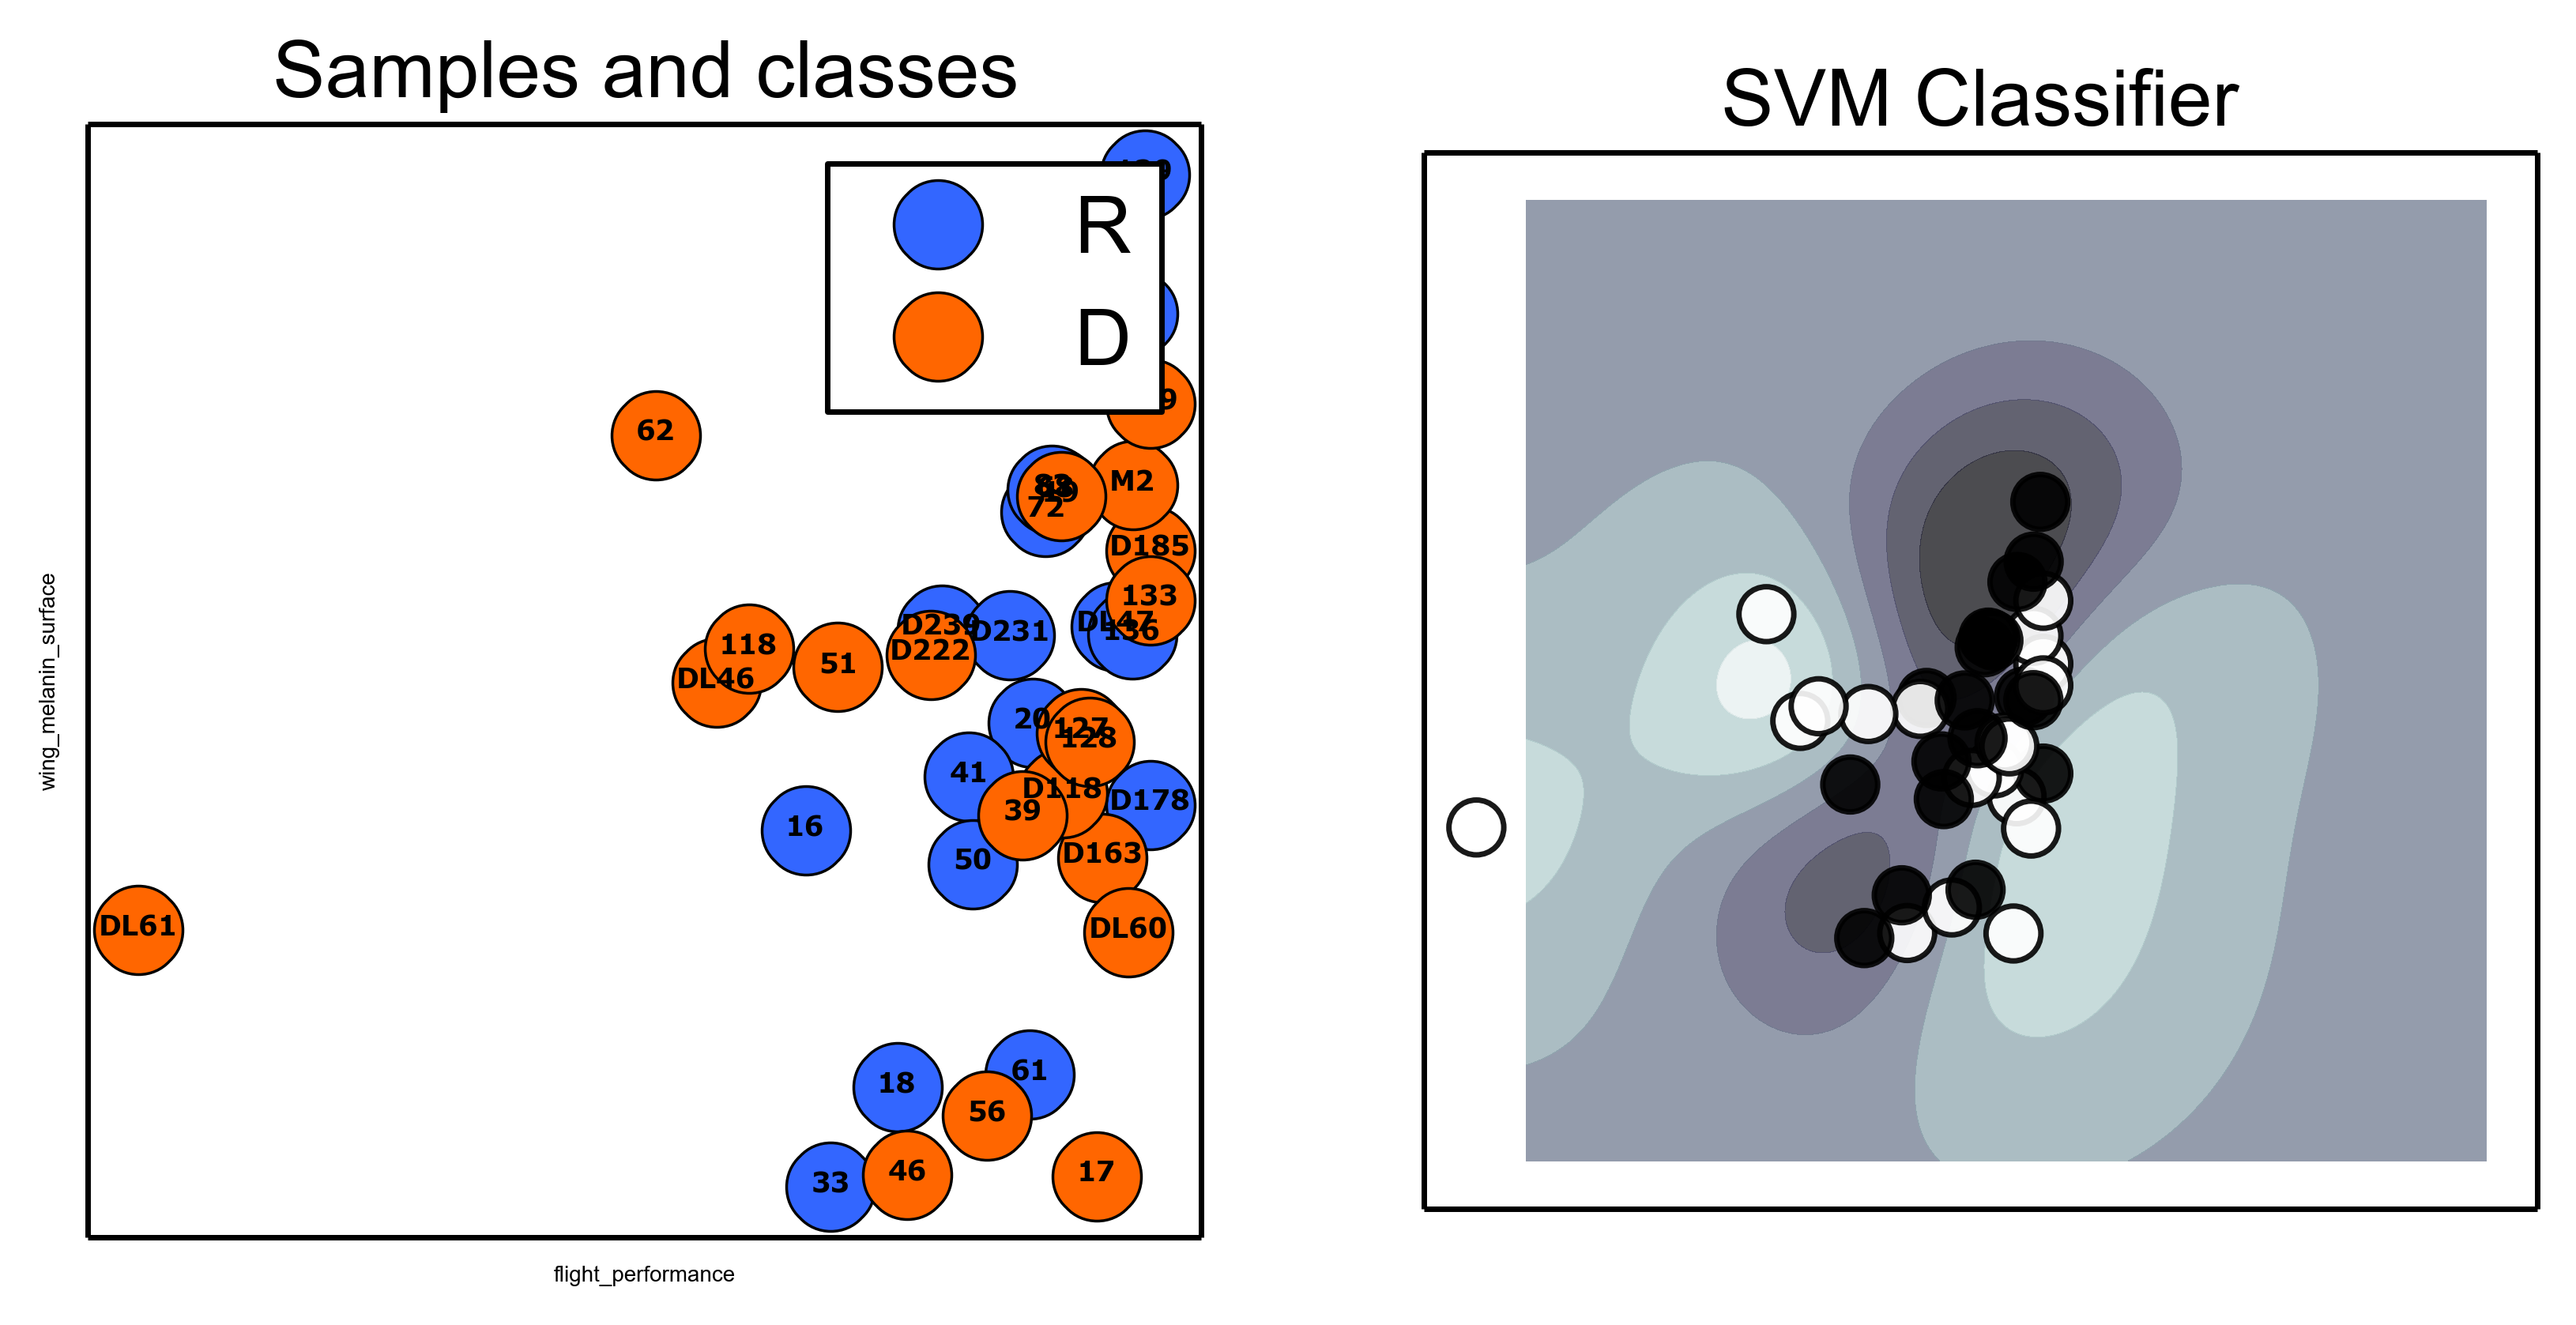 Samples and classes
SVM Classifier
R
D
62
M2
72
D185
133
DL47
136
D239
D231
D222
118
DL46
51
20
127
128
41
D118
D178
39
16
50
D163
DL61
DL60
18
61
56
33
46
17
wing_melanin_surface
flight_performance